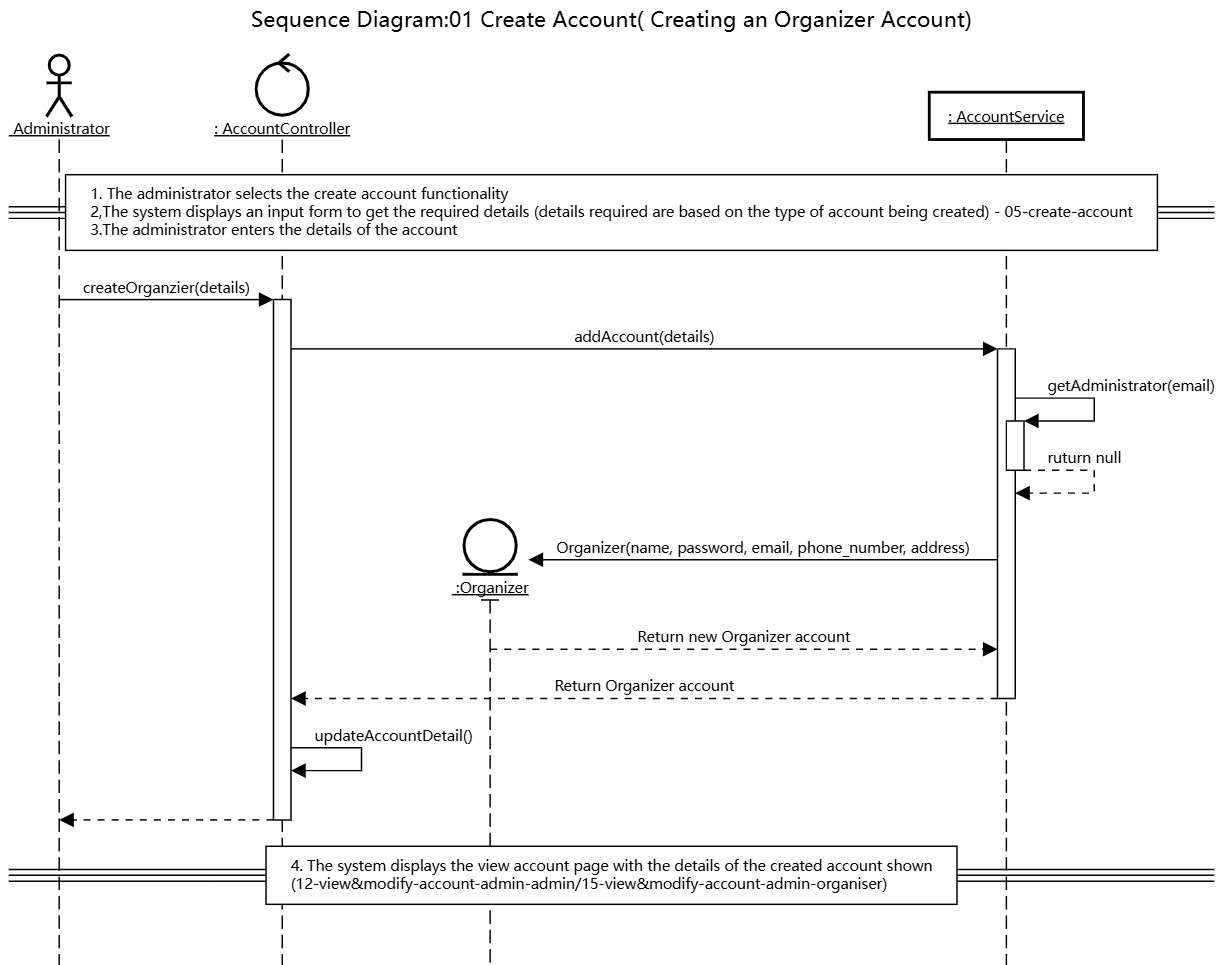 Sequence Diagram:01 Create Account( Creating an Organizer Account)
Administrator
: AccountController
: AccountService
1. The administrator selects the create account functionality
2,The system displays an input form to get the required details (details required are based on the type of account being created) - 05-create-account
3.The administrator enters the details of the account
createOrganzier(details)
addAccount(details)
getAdministrator(email)
ruturn null
Organizer(name, password, email, phone_number, address)
:Organizer
Return new Organizer account
Return Organizer account
updateAccountDetail()
4. The system displays the view account page with the details of the created account shown
(12-view&modify-account-admin-admin/15-view&modify-account-admin-organiser)